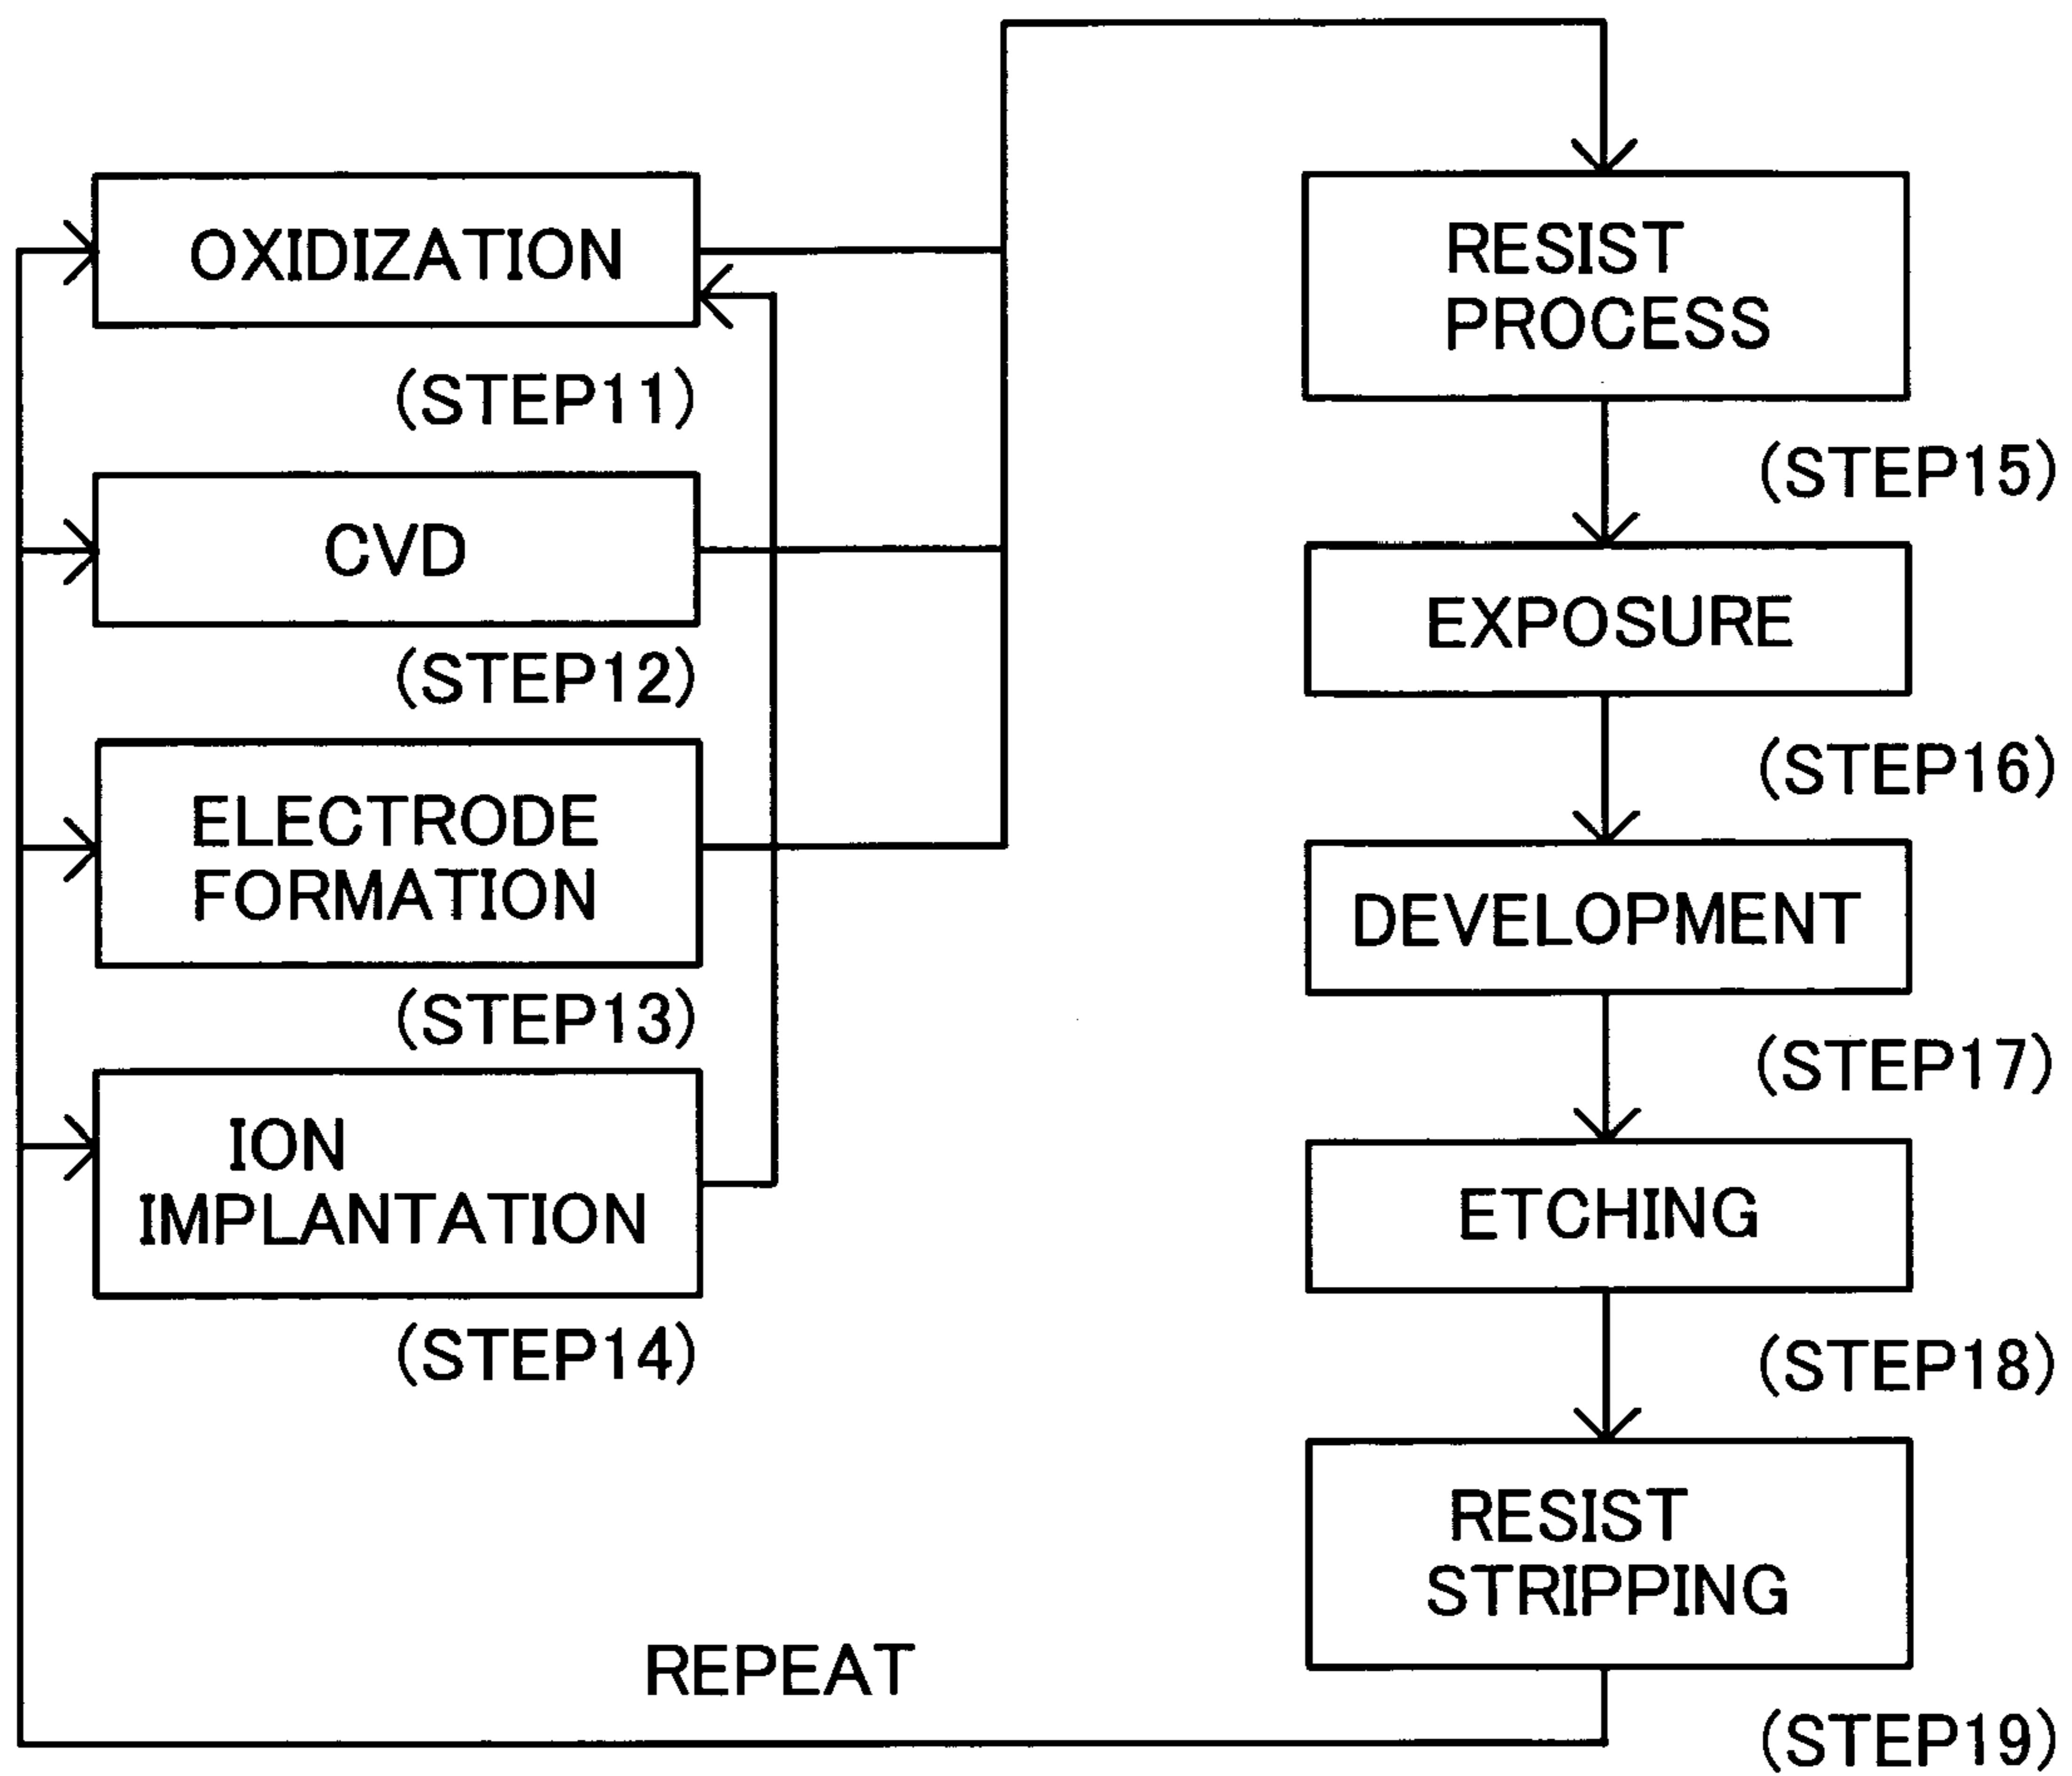 OXIDIZATION
(STEP11)
CVD
(STEP12)
ELECTRODE
FORMATION
(STEP13)
ION
IMPLANTATION
(STEP14)
RESIST
PROCESS
(STEP15)
EXPOSURE
(STEP16)
DEVELOPMENT
(STEP17)
ETCHING
(STEP18)
RESIST
STRIPPING
(STEP19)
REPEAT